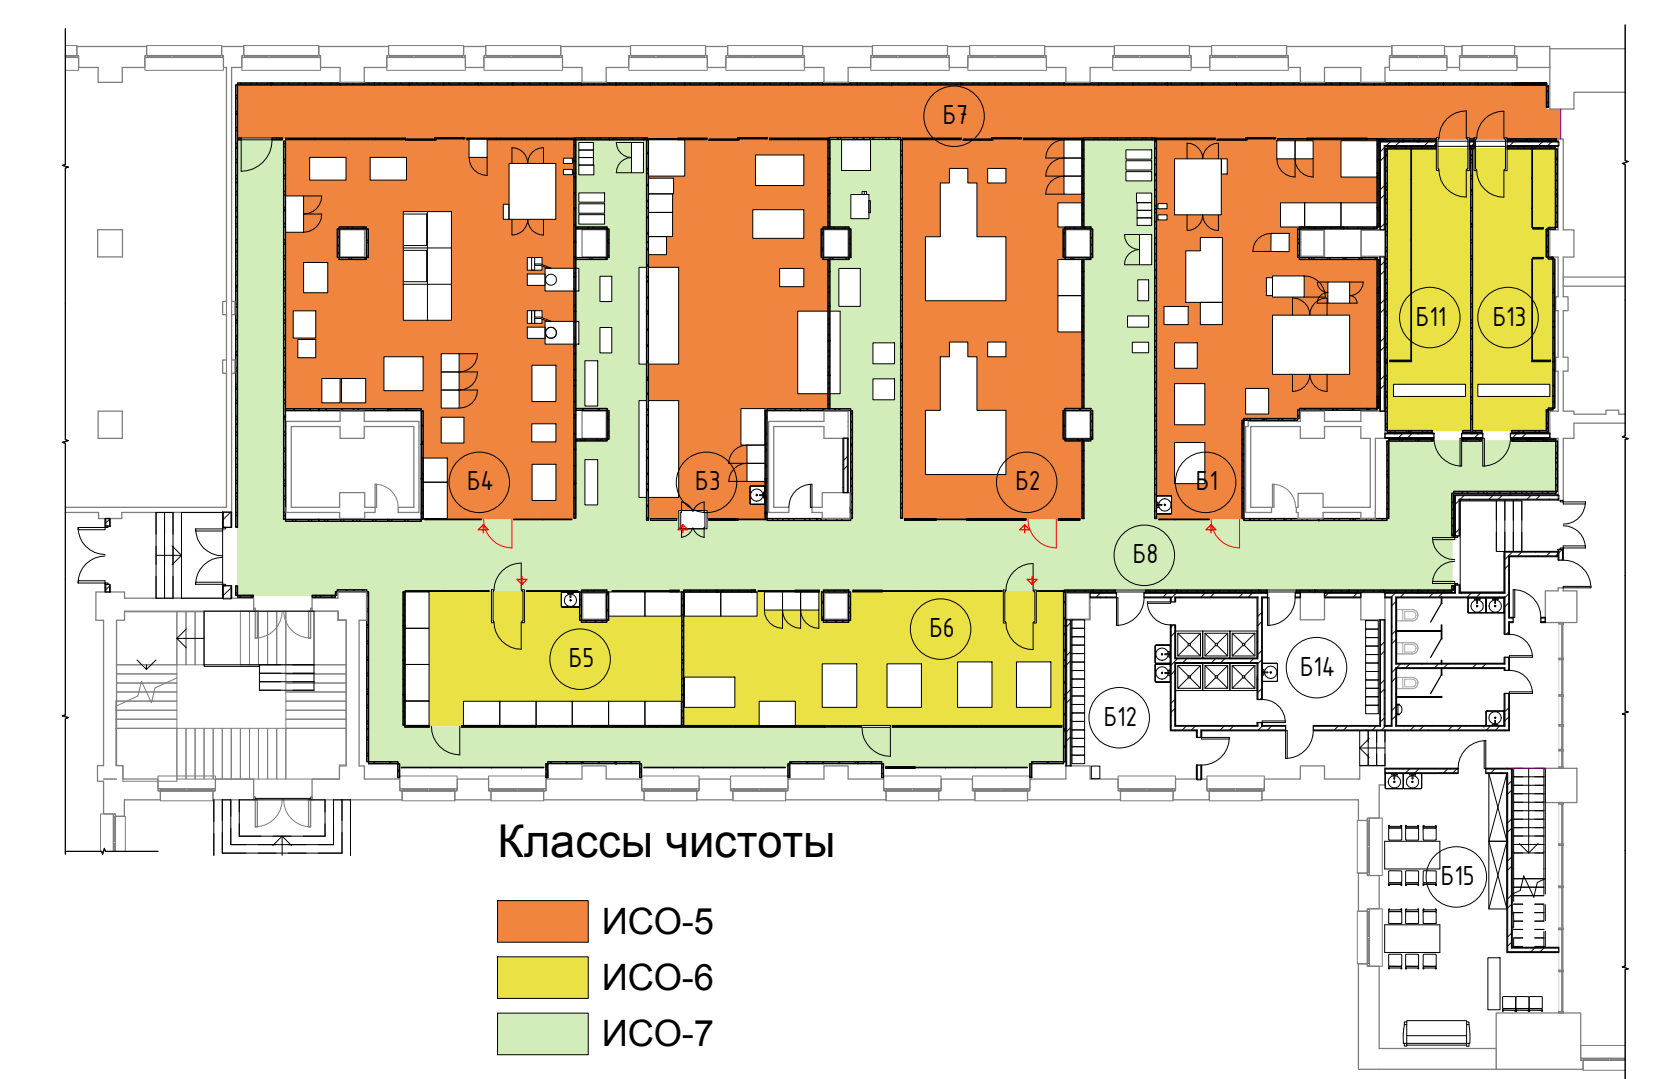 Б7
Б11
Б13
Б4
Б3
Б2
Б1
Б8
Б5
Б6
Б12
Б14
Б15
Классы чистоты
ИСО-5
ИСО-6
ИСО-7